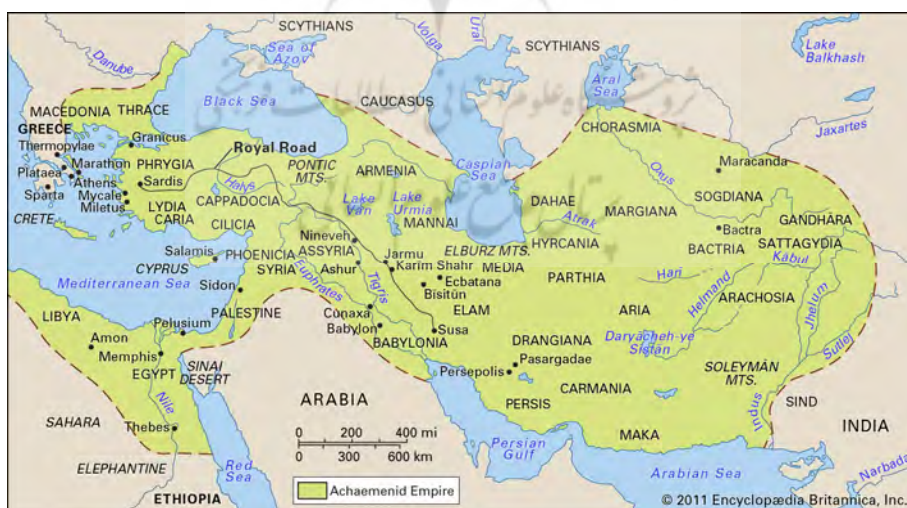 SCYTHIANS
Volga
Ural
SCYTHIANS
Lake
Balkhash
Sea of
Azov
Danube
Aral
Sea
MACEDONIA
THRACE
Black Sea
CAUCASUS
CHORASMIA
Jaxartes
GREECE
Granicus
Royal Road
Thermopylae
Marathon
PHRYGIA
PONTIC
MTS.
ARMENIA
Caspian
Sea
Oxus
Maracanda
Plataea
Athens
Sardis
Halys
Sparta
Mycale
Miletus
LYDIA
CARIA
CAPPADOCIA
Lake
Van
Lake
Urmia
MANNAI
DAHAE
Atrak
MARGIANA
SOGDIANA
GANDHĀRA
CRETE
CILICIA
Nineveh
ASSYRIA
ELBURZ MTS.
HYRCANIA
Bactra
BACTRIA
SATTAGYDIA
Kābul
Salamis
CYPRUS
PHOENICIA
SYRIA
Ashur
Jarmu
Karīm Shahr
MEDIA
Ecbatana
Bīsitūn
PARTHIA
Harī
Mediterranean Sea
Sidon
Euphrates
Tigris
ELAM
ARIA
Helmand
ARACHOSIA
Jhelum
LIBYA
PALESTINE
Cunaxa
Babylon
Susa
BABYLONIA
DRANGIANA
Daryācheh-ye
Sīstān
Sutlej
Amon
Pelusium
Memphis
EGYPT
SINAI
DESERT
Pasargadae
Persepolis
SOLEYMĀN
MTS.
ARABIA
PERSIS
CARMANIA
Indus
SIND
SAHARA
Nile
Thebes
0 200 400 mi
0 300 600 km
MAKA
INDIA
Persian
Gulf
Arabian Sea
ELEPHANTINE
Red
Sea
Narbada
ETHIOPIA
Achaemenid Empire
© 2011 Encyclopædia Britannica, Inc.